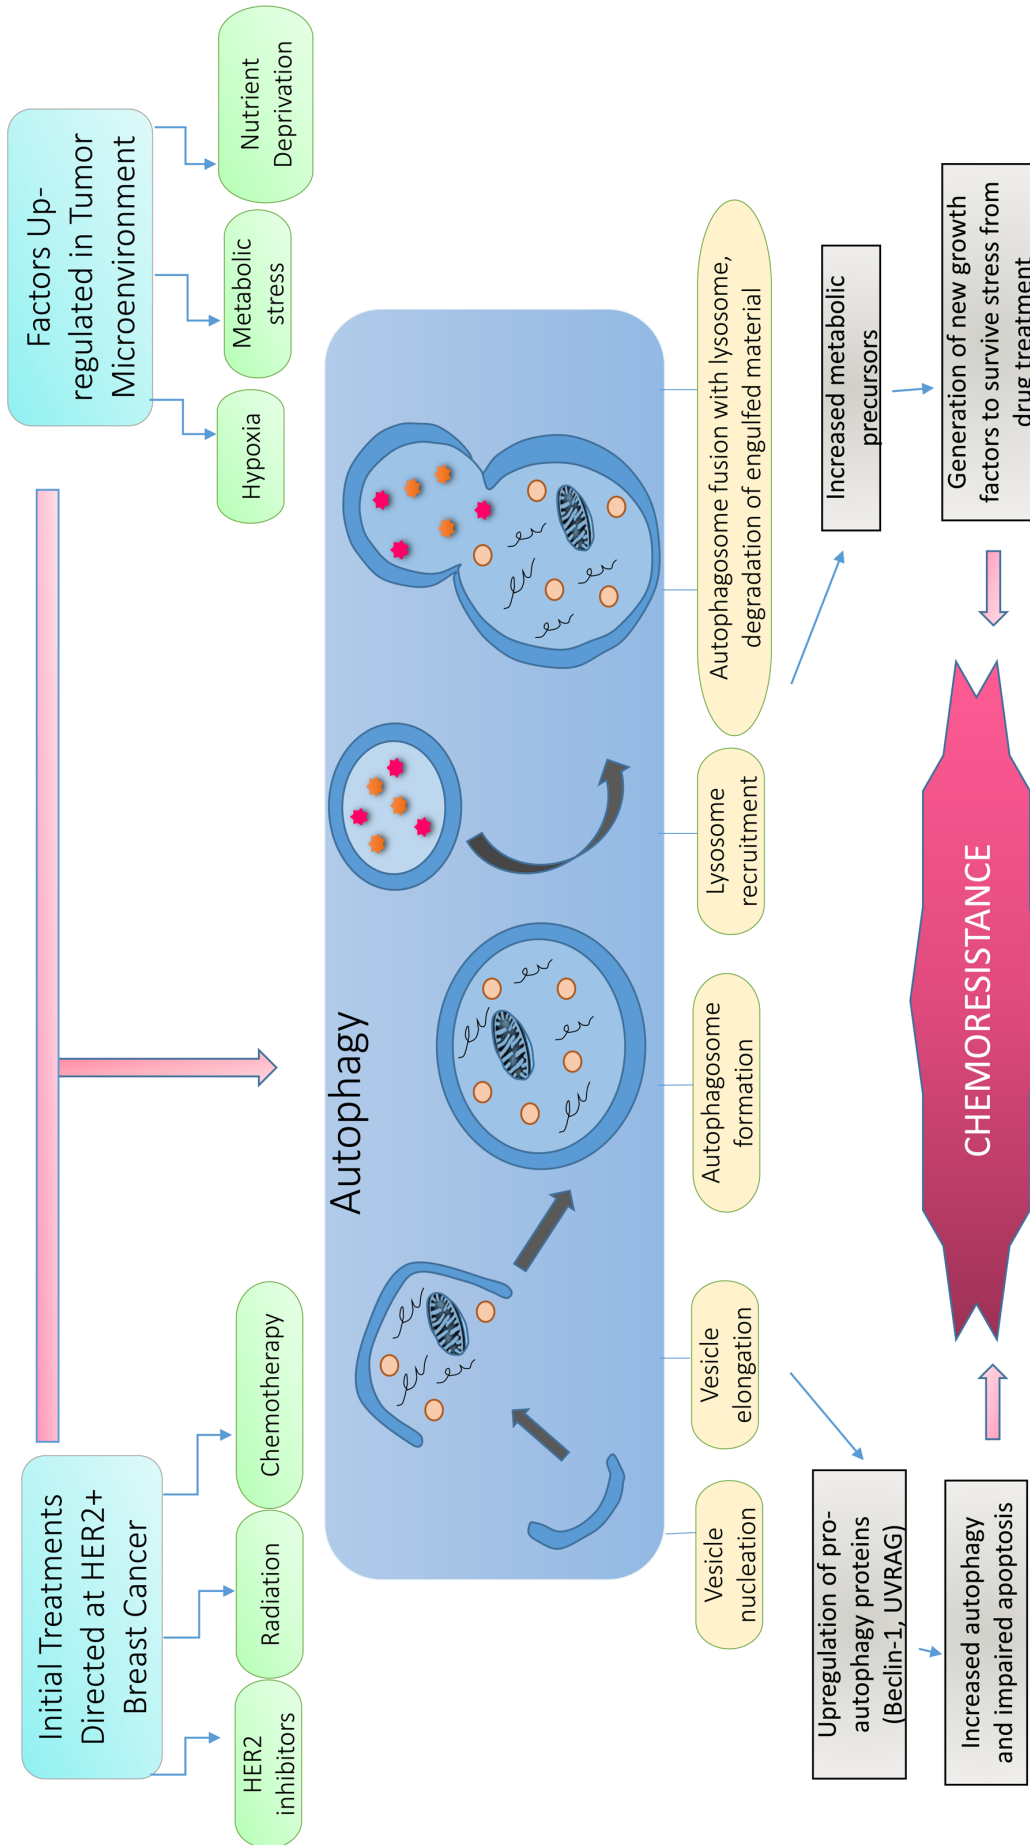 Initial Treatments
Directed at HER2+
Breast Cancer
HER2
inhibitors
Radiation
Chemotherapy
Factors Up-
regulated in Tumor
Microenvironment
Hypoxia
Metabolic
stress
Nutrient
Deprivation
Autophagy
Vesicle
nucleation
Vesicle
elongation
Autophagosome
formation
Lysosome
recruitment
Autophagosome fusion with lysosome,
degradation of engulfed material
Upregulation of pro-
autophagy proteins
(Beclin-1, UVRAG)
Increased autophagy
and impaired apoptosis
Increased metabolic
precursors
Generation of new growth
factors to survive stress from
drug treatment
CHEMORESISTANCE